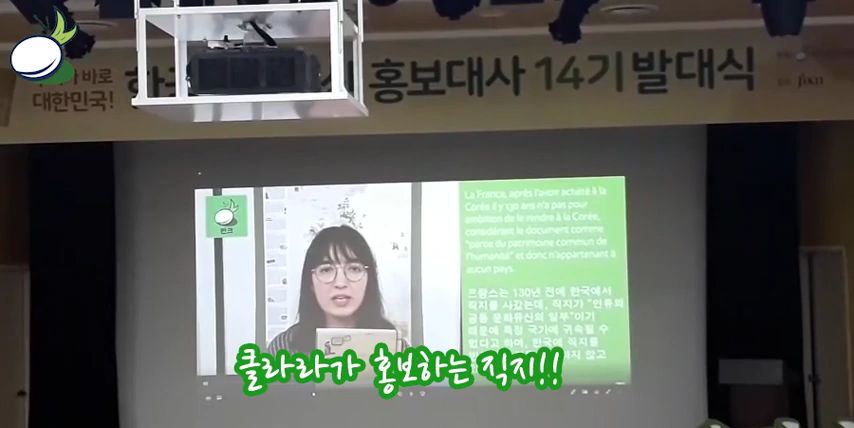 바로
대한민국!
홍보대사 14기 발대식
La France, après l'avoir acheté à la
Corée il y 130 ans n'a pas pour
ambition de le rendre à la Corée,
considérant le document comme
"partie du patrimoine commun de
l'humanité" et donc n'appartenant à
aucun pays.
프랑스는 130년 전에 한국에서
직지를 사갔는데, 직지가 "인류의
공동 문화유산의 일부"이기
때문에 특정 국가에 귀속될 수
없다고 하며, 한국에 직지를
않고
클라라가 홍보하는 직지!!